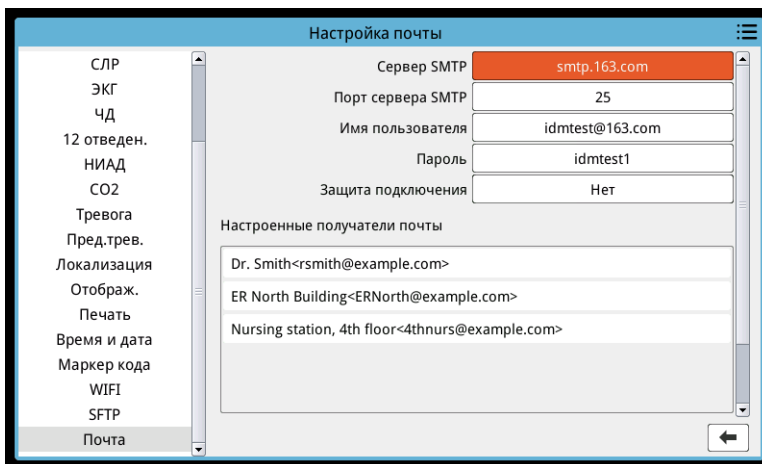 Настройка почты
СЛР
ЭКГ
ЧД
12 отведен.
НИАД
CO2
Тревога
Пред.трев.
Локализация
Отображ.
Печать
Время и дата
Маркер кода
WIFI
SFTP
Почта
Сервер SMTP smtp.163.com
Порт сервера SMTP 25
Имя пользователя idmtest@163.com
Пароль idmtest1
Защита подключения Нет
Настроенные получатели почты
Dr. Smith<rsmith@example.com>
ER North Building<ERNorth@example.com>
Nursing station, 4th floor<4thnurs@example.com>